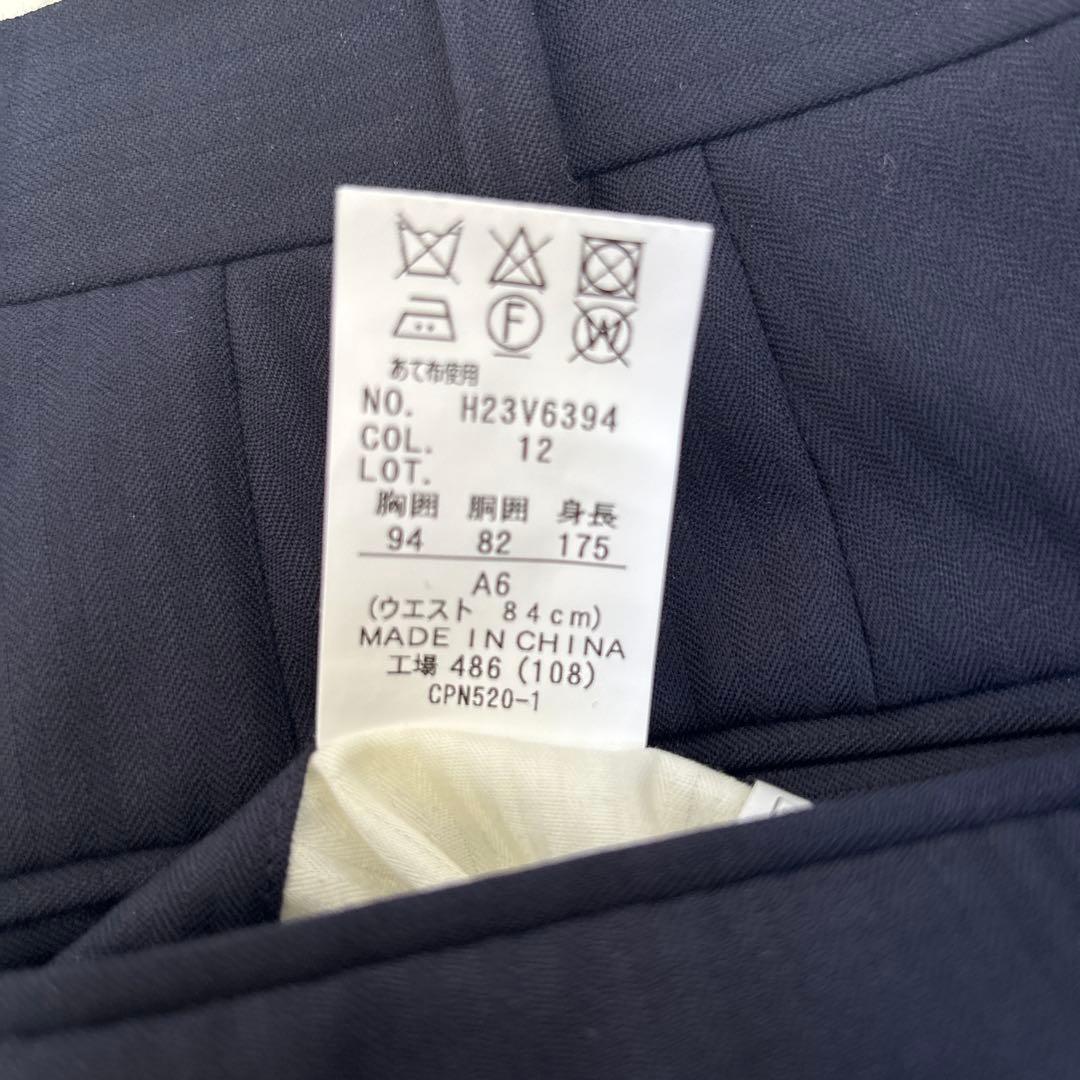 F W
あて布使用
NO. H23V6394
COL. 12
LOT.
胸囲 胴囲 身長
94 82 175
A6
(ウエスト 84cm)
MADE IN CHINA
工場 486 (108)
CPN520-1